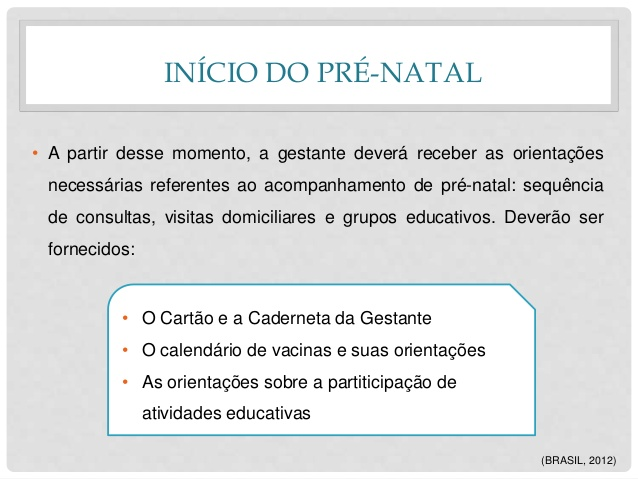 INÍCIO DO PRÉ-NATAL
• A partir desse momento, a gestante deverá receber as orientações
necessárias referentes ao acompanhamento de pré-natal: sequência
de consultas, visitas domiciliares e grupos educativos. Deverão ser
fornecidos:
• O Cartão e a Caderneta da Gestante
• O calendário de vacinas e suas orientações
• As orientações sobre a partiticipação de
atividades educativas
(BRASIL, 2012)